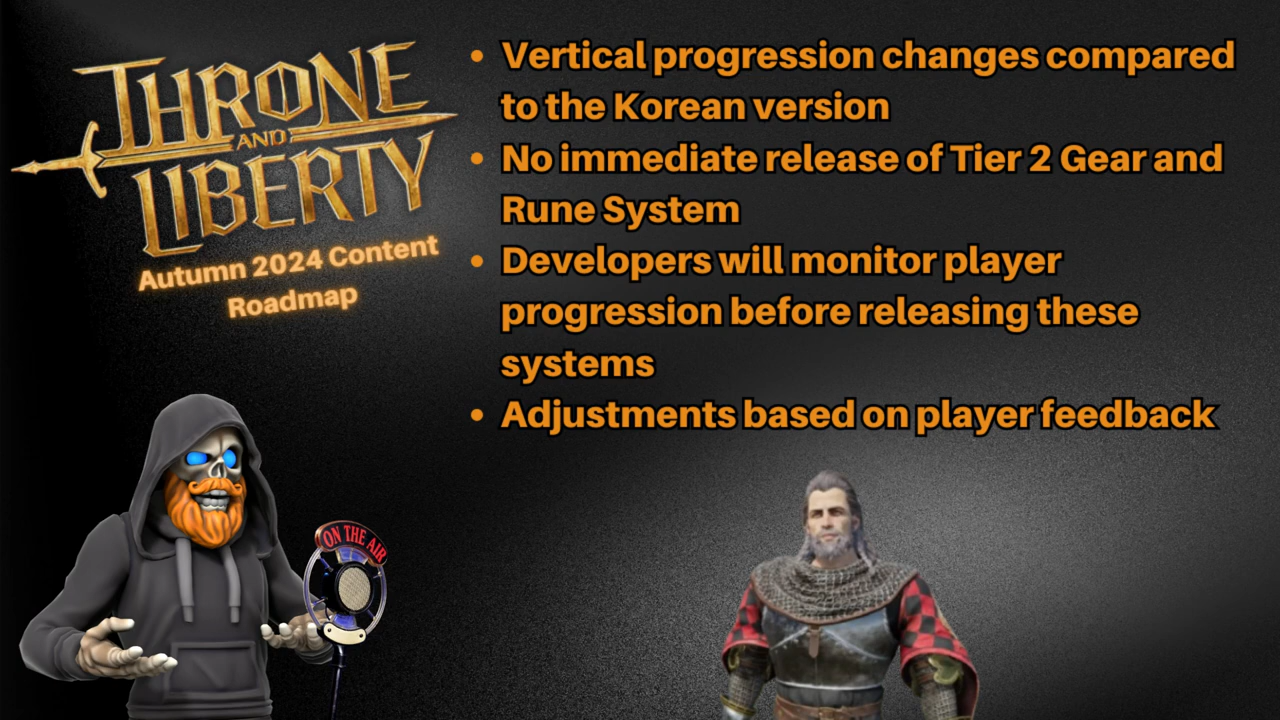 THRONE
AND
LIBERTY
Autumn 2024 Content
Roadmap
• Vertical progression changes compared
to the Korean version
• No immediate release of Tier 2 Gear and
Rune System
• Developers will monitor player
progression before releasing these
systems
• Adjustments based on player feedback
ON THE AIR